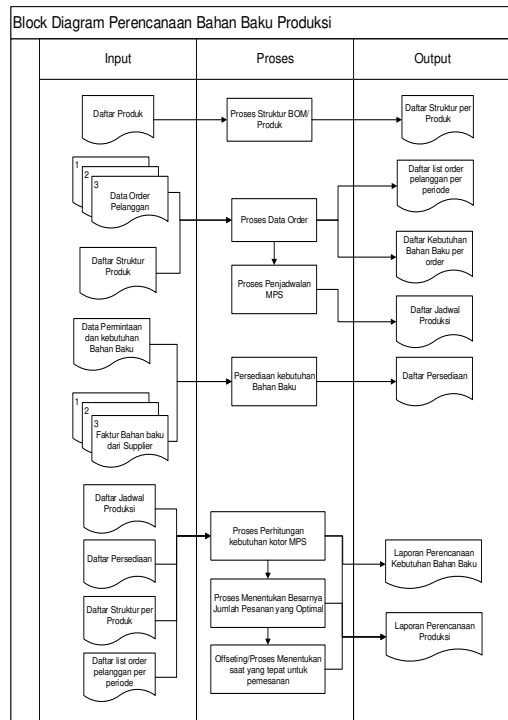 Block Diagram Perencanaan Bahan Baku Produksi
Input
Proses
Output
Daftar Produk
Proses Struktur BOM/
Produk
Daftar Struktur per
Produk
1
2
3
Data Order
Pelanggan
Daftar Struktur
Produk
Proses Data Order
Daftar list order
pelanggan per
periode
Daftar Kebutuhan
Bahan Baku per
order
Proses Penjadwalan
MPS
Daftar Jadwal
Produksi
Data Permintaan
dan kebutuhan
Bahan Baku
Persediaan kebutuhan
Bahan Baku
Daftar Persediaan
1
2
3
Faktur Bahan baku
dari Supplier
Daftar Jadwal
Produksi
Daftar Persediaan
Daftar Struktur per
Produk
Daftar list order
pelanggan per
periode
Proses Perhitungan
kebutuhan kotor MPS
Proses Menentukan Besarnya
Jumlah Pesanan yang Optimal
Offseting/Proses Menentukan
saat yang tepat untuk
pemesanan
Laporan Perencanaan
Kebutuhan Bahan Baku
Laporan Perencanaan
Produksi